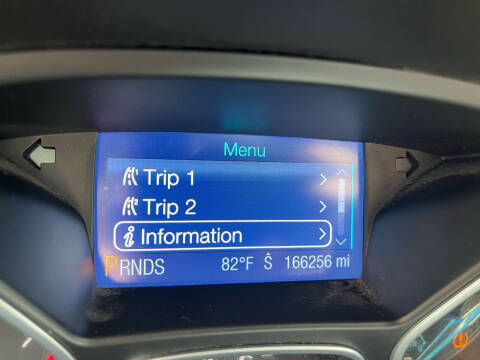 Menu
Trip 1
Trip 2
i Information
PRNDS 82°F Ŝ 166256 mi